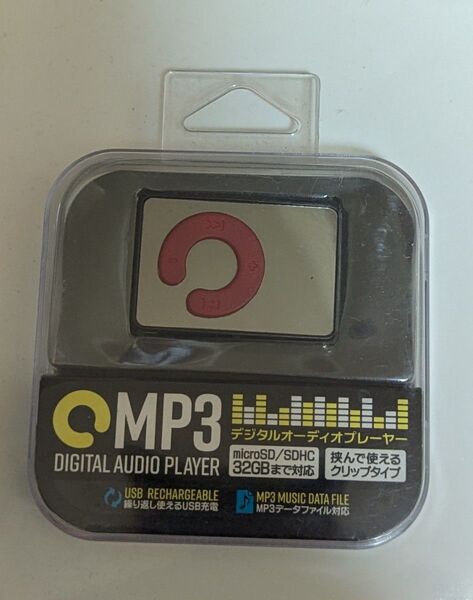 MP3
デジタルオーディオプレーヤー
DIGITAL AUDIO PLAYER
microSD/SDHC
32GBまで対応
挟んで使える
クリップタイプ
USB RECHARGEABLE
繰り返し使えるUSB充電
MP3 MUSIC DATA FILE
MP3データファイル対応